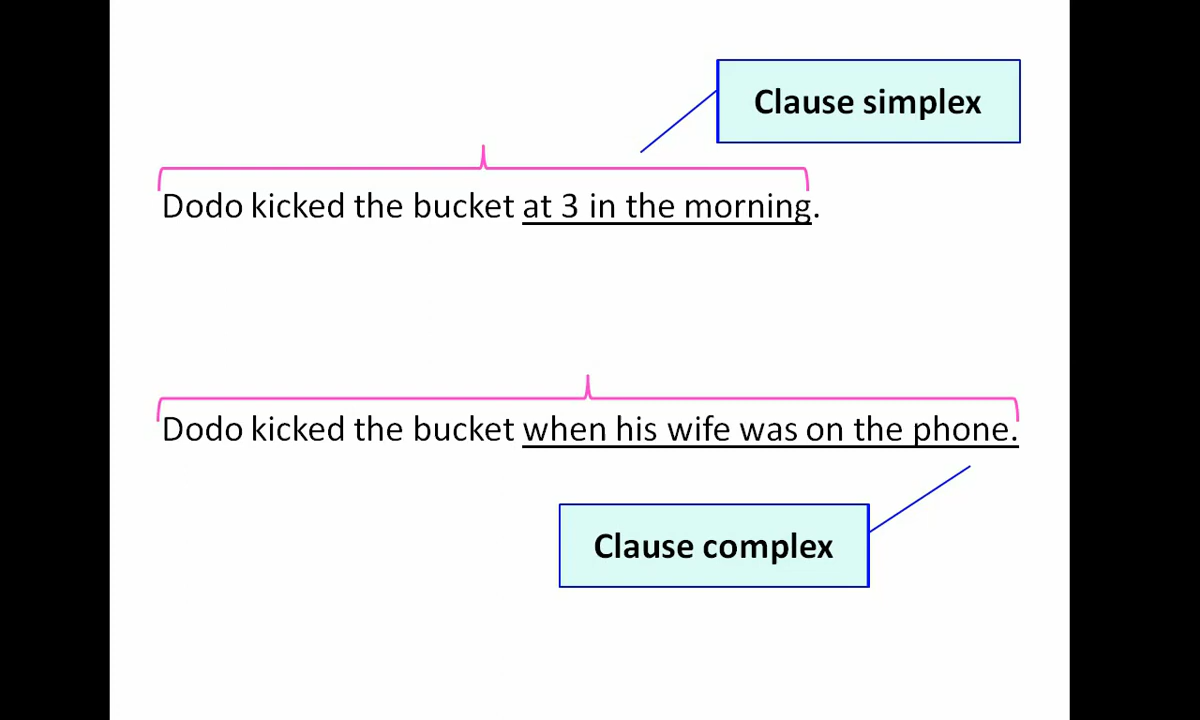 Clause simplex
Dodo kicked the bucket at 3 in the morning.
Dodo kicked the bucket when his wife was on the phone.
Clause complex